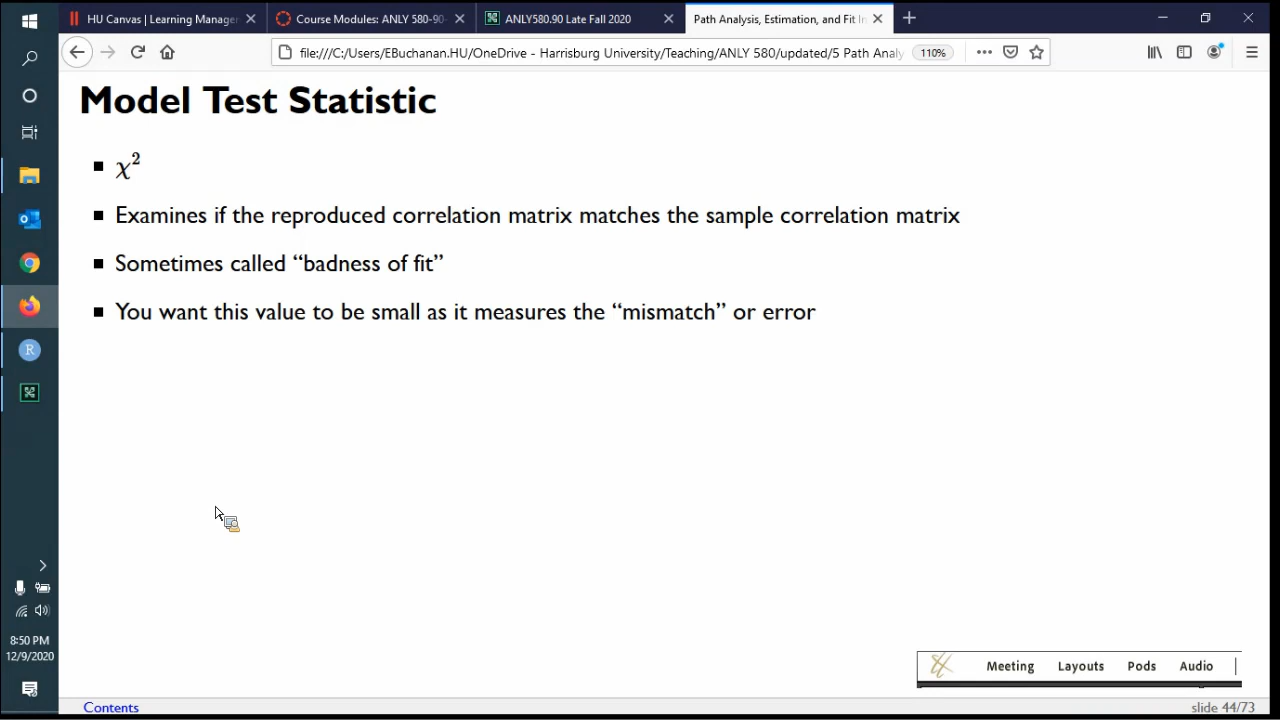 HU Canvas | Learning Manage
Course Modules: ANLY 580-90-
ANLY580.90 Late Fall 2020
Path Analysis, Estimation, and Fit In
file:///C:/Users/EBuchanan.HU/OneDrive - Harrisburg University/Teaching/ANLY 580/updated/5 Path Analy
110%
Model Test Statistic
χ²
Examines if the reproduced correlation matrix matches the sample correlation matrix
Sometimes called “badness of fit”
You want this value to be small as it measures the “mismatch” or error
R
8:50 PM
12/9/2020
Meeting Layouts Pods Audio
Contents
slide 44/73